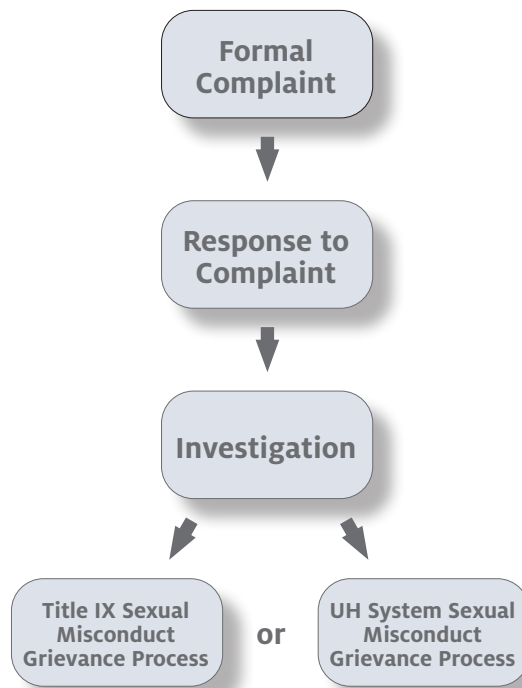 Formal
Complaint
Response to
Complaint
Investigation
Title IX Sexual
Misconduct
Grievance Process
or
UH System Sexual
Misconduct
Grievance Process